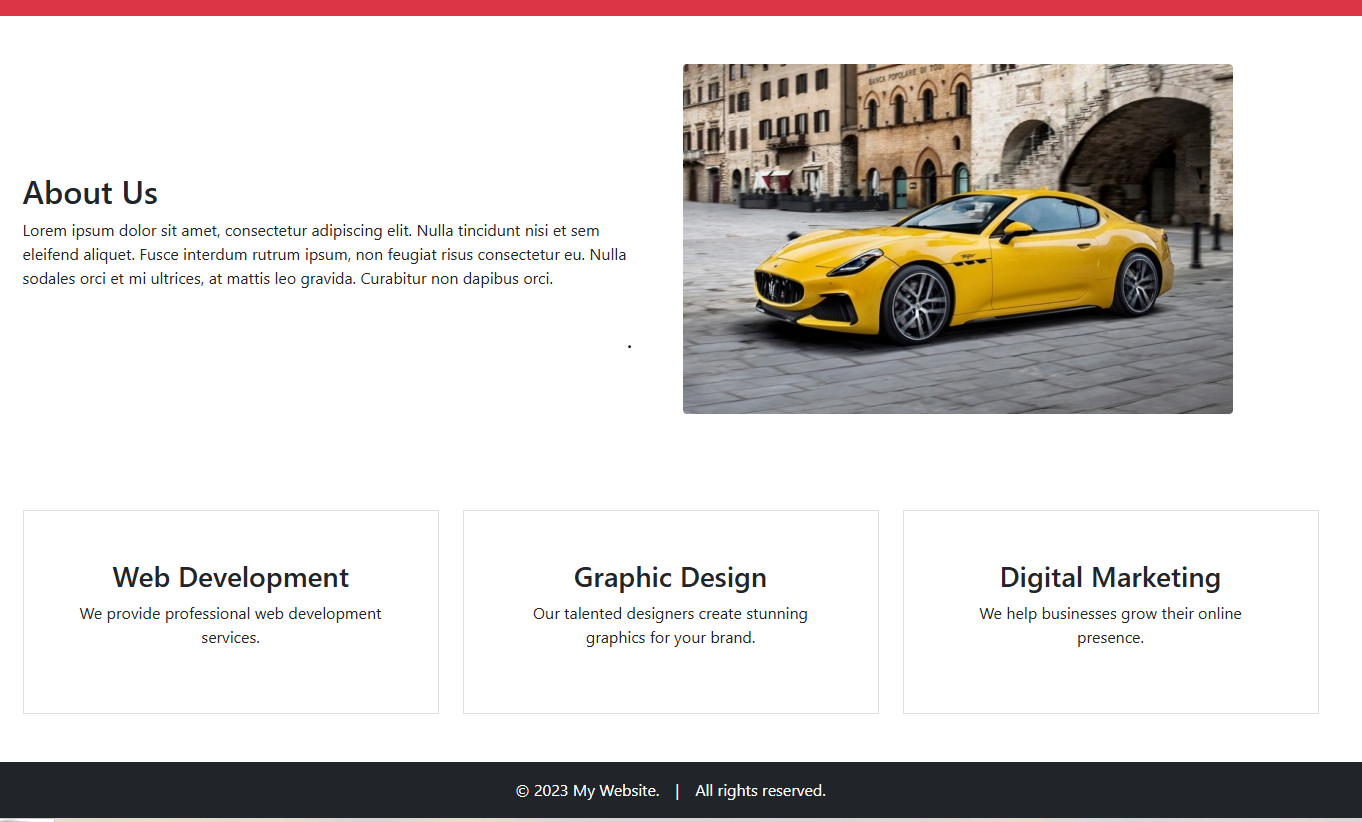 BANCA POPOLARE DI TODI
About Us
Lorem ipsum dolor sit amet, consectetur adipiscing elit. Nulla tincidunt nisi et sem
eleifend aliquet. Fusce interdum rutrum ipsum, non feugiat risus consectetur eu. Nulla
sodales orci et mi ultrices, at mattis leo gravida. Curabitur non dapibus orci.
.
Web Development
We provide professional web development
services.
Graphic Design
Our talented designers create stunning
graphics for your brand.
Digital Marketing
We help businesses grow their online
presence.
© 2023 My Website. | All rights reserved.